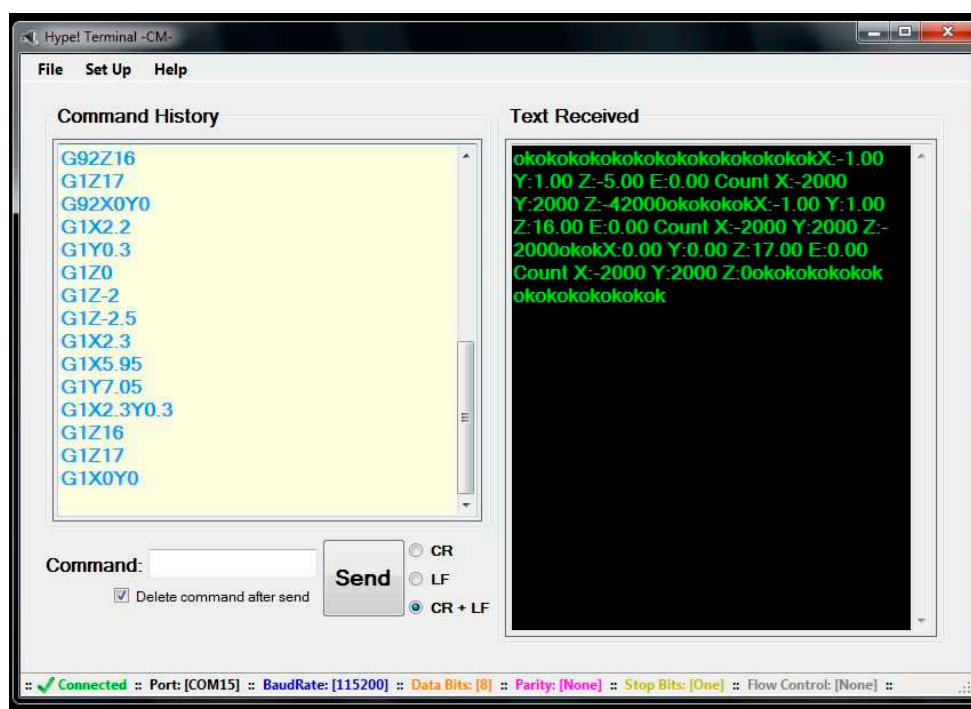 Hype! Terminal -CM-
File Set Up Help
Command History
G92Z16
G1Z17
G92X0Y0
G1X2.2
G1Y0.3
G1Z0
G1Z-2
G1Z-2.5
G1X2.3
G1X5.95
G1Y7.05
G1X2.3Y0.3
G1Z16
G1Z17
G1X0Y0
Text Received
okokokokokokokokokokokokokX:-1.00
Y:1.00 Z:-5.00 E:0.00 Count X:-2000
Y:2000 Z:-42000okokokokX:-1.00 Y:1.00
Z:16.00 E:0.00 Count X:-2000 Y:2000 Z:-
2000okokX:0.00 Y:0.00 Z:17.00 E:0.00
Count X:-2000 Y:2000 Z:0okokokokokok
okokokokokokok
Command:
Delete command after send
Send
CR
LF
CR + LF
:: Connected :: Port: [COM15] :: BaudRate: [115200] :: Data Bits: [8] :: Parity: [None] :: Stop Bits: [One] :: Flow Control: [None] ::